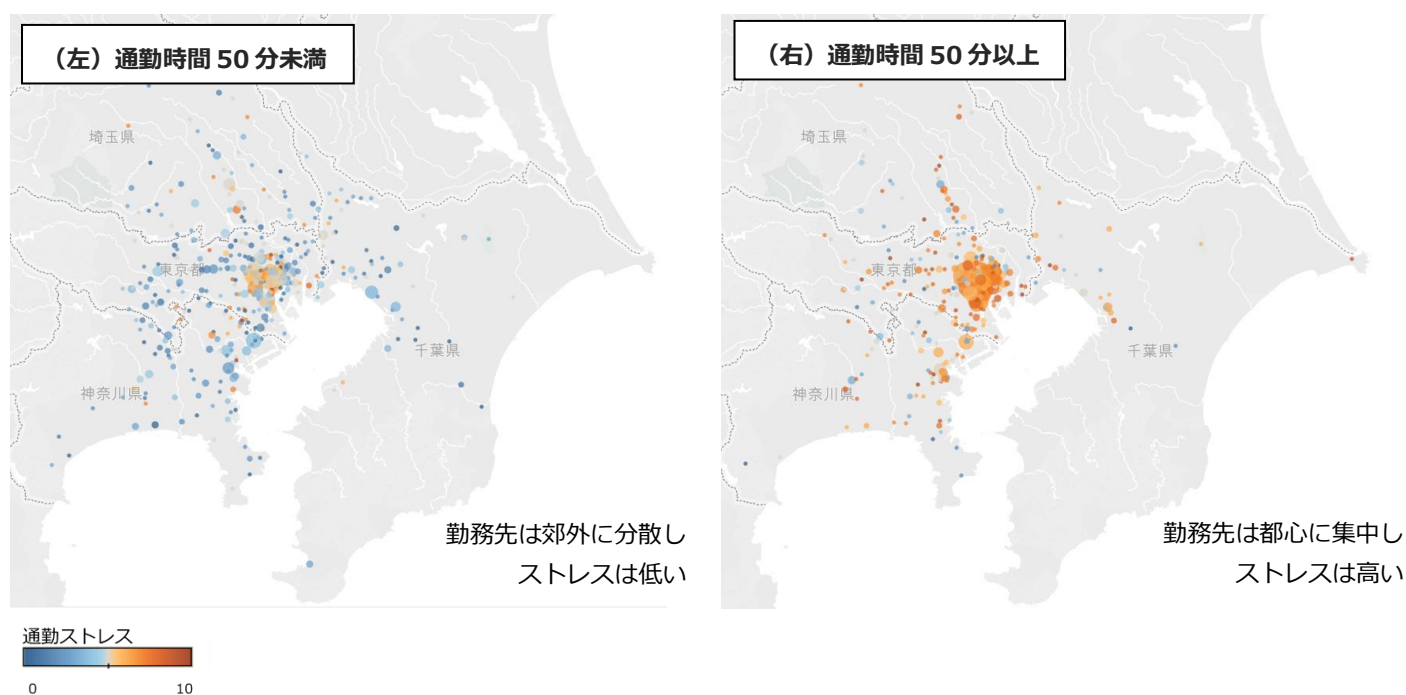 （左）通勤時間 50 分未満
埼玉県
東京都
千葉県
神奈川県
勤務先は郊外に分散し
ストレスは低い
（右）通勤時間 50 分以上
埼玉県
東京都
千葉県
神奈川県
勤務先は都心に集中し
ストレスは高い
通勤ストレス
0 10